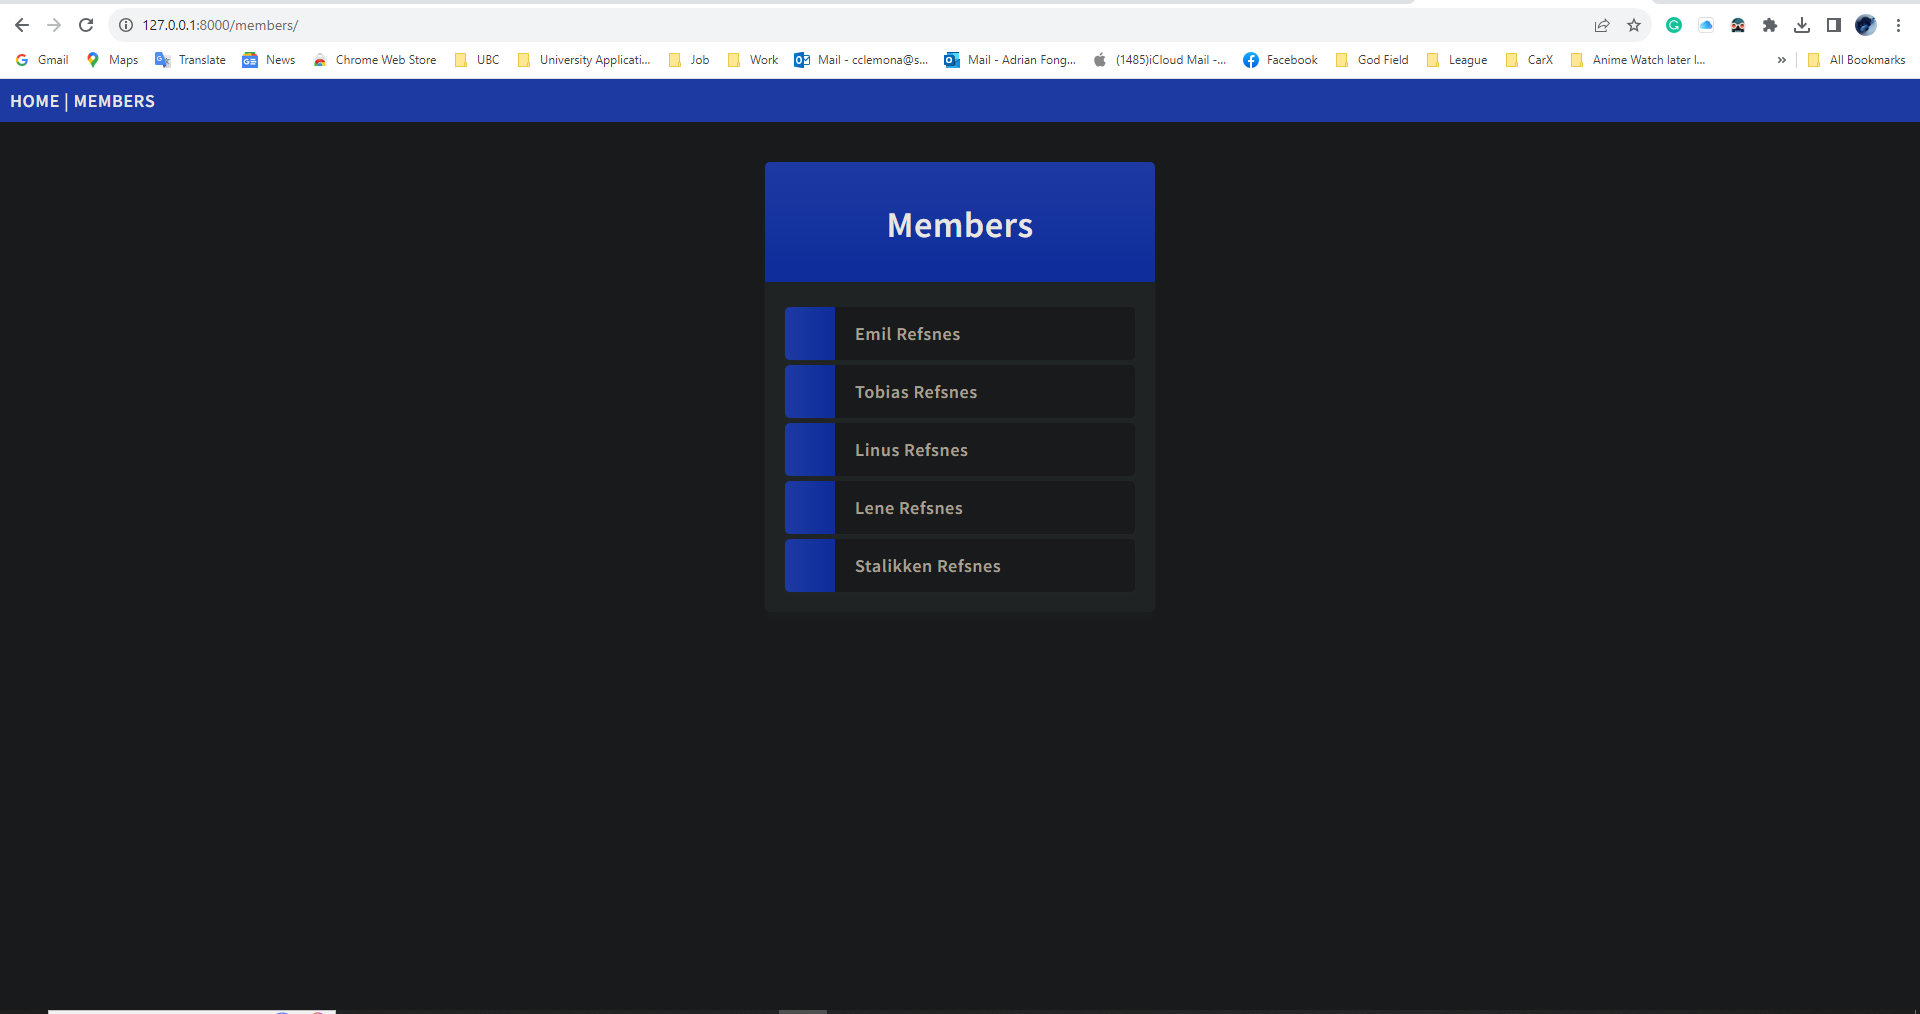 127.0.0.1:8000/members/
Gmail Maps Translate News Chrome Web Store UBC University Applicati... Job Work Mail - cclemona@s... Mail - Adrian Fong... (1485)iCloud Mail -... Facebook God Field League CarX Anime Watch later l... » All Bookmarks
HOME | MEMBERS
Members
Emil Refsnes
Tobias Refsnes
Linus Refsnes
Lene Refsnes
Stalikken Refsnes